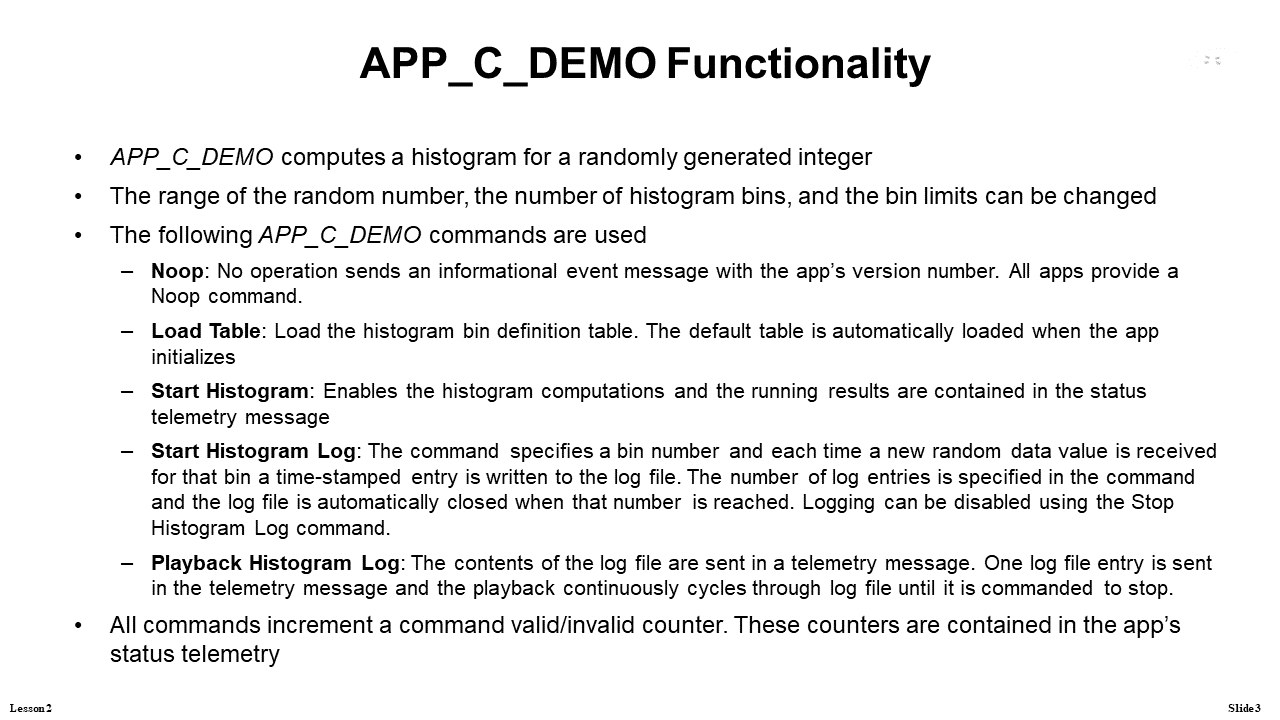 APP_C_DEMO Functionality
• APP_C_DEMO computes a histogram for a randomly generated integer
• The range of the random number, the number of histogram bins, and the bin limits can be changed
• The following APP_C_DEMO commands are used
– Noop: No operation sends an informational event message with the app’s version number. All apps provide a
Noop command.
– Load Table: Load the histogram bin definition table. The default table is automatically loaded when the app
initializes
– Start Histogram: Enables the histogram computations and the running results are contained in the status
telemetry message
– Start Histogram Log: The command specifies a bin number and each time a new random data value is received
for that bin a time-stamped entry is written to the log file. The number of log entries is specified in the command
and the log file is automatically closed when that number is reached. Logging can be disabled using the Stop
Histogram Log command.
– Playback Histogram Log: The contents of the log file are sent in a telemetry message. One log file entry is sent
in the telemetry message and the playback continuously cycles through log file until it is commanded to stop.
• All commands increment a command valid/invalid counter. These counters are contained in the app’s
status telemetry
Lesson 2
Slide 3